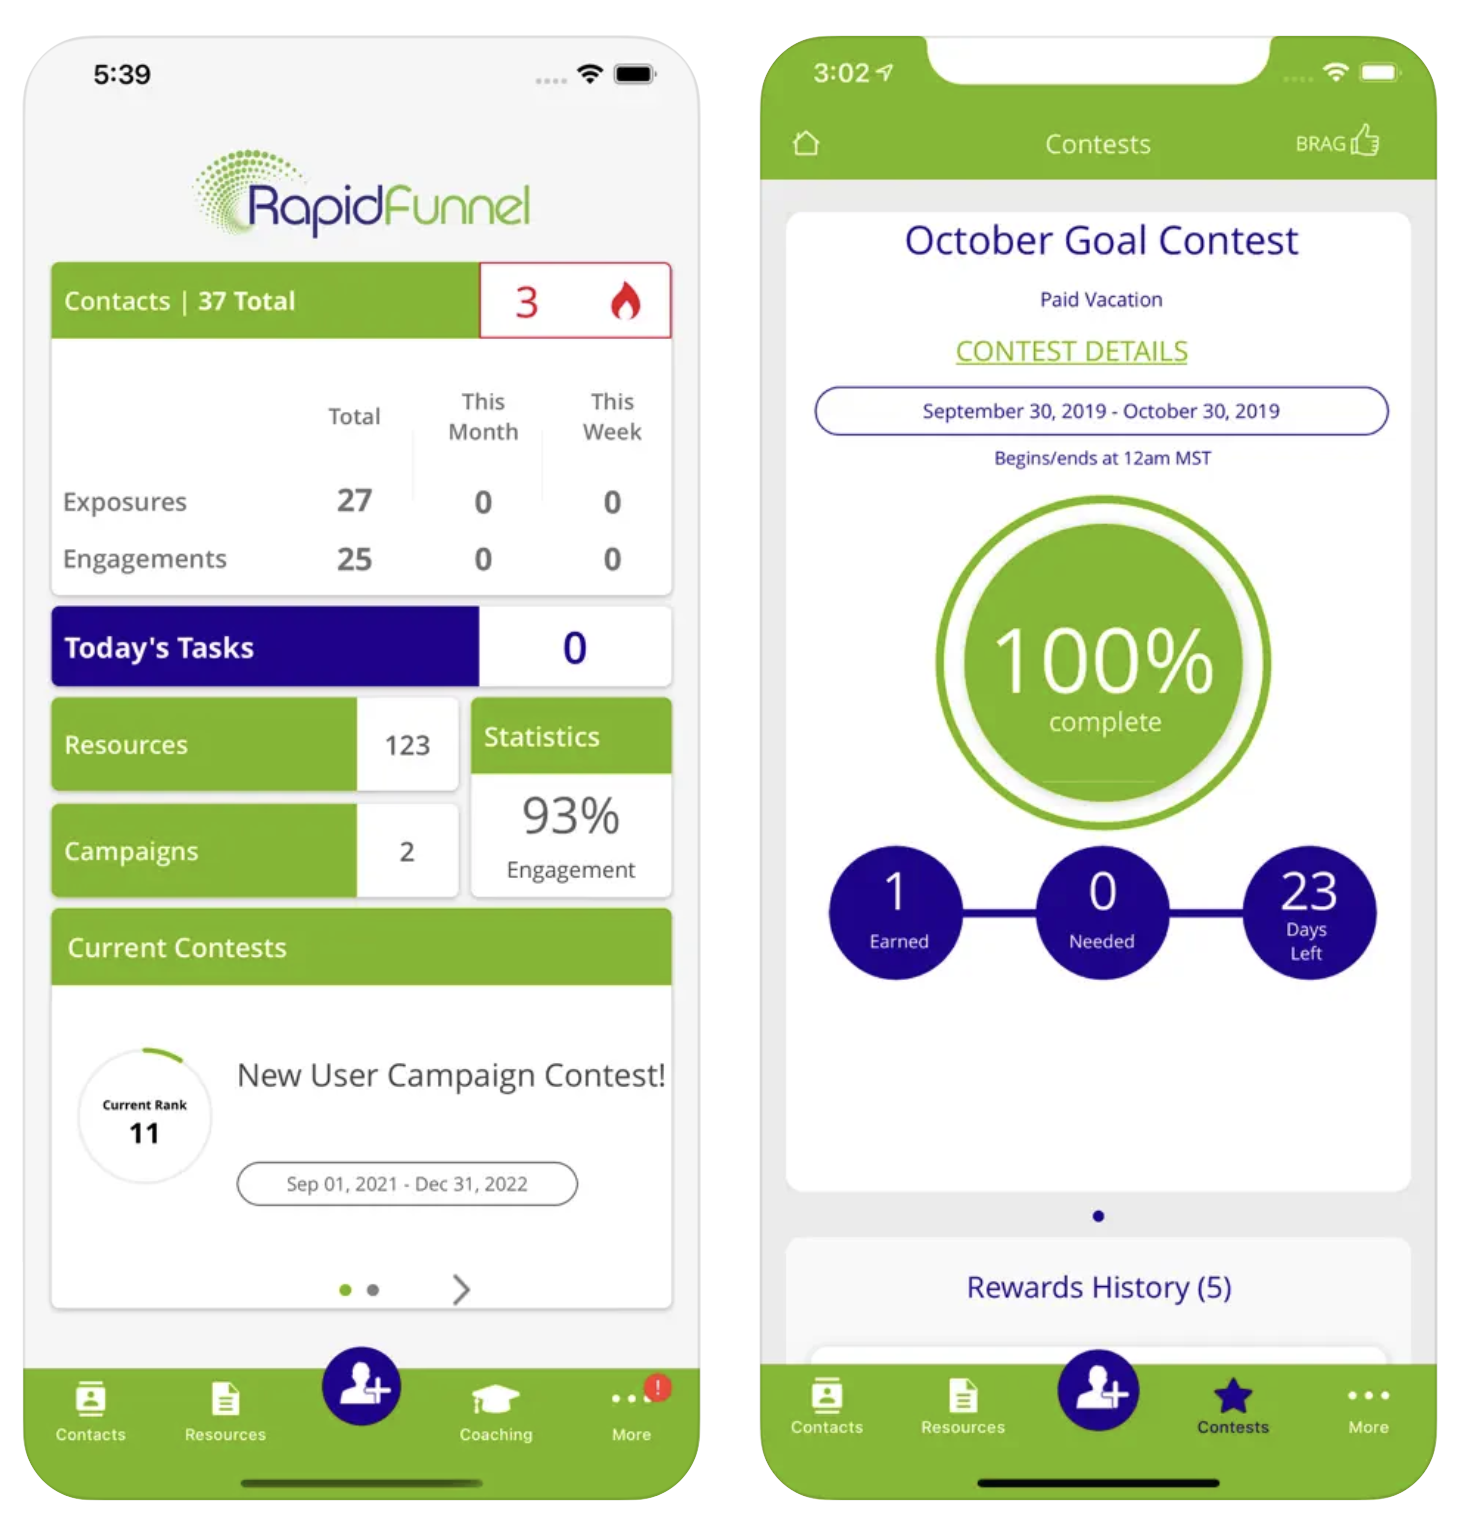 5:39
RapidFunnel
Contacts | 37 Total
3
Total
This
Month
This
Week
Exposures 27 0 0
Engagements 25 0 0
Today's Tasks 0
Resources 123
Campaigns 2
Statistics
93%
Engagement
Current Contests
Current Rank
11
New User Campaign Contest!
Sep 01, 2021 - Dec 31, 2022
Contacts
Resources
Coaching
!
More
3:02
Contests
BRAG
October Goal Contest
Paid Vacation
CONTEST DETAILS
September 30, 2019 - October 30, 2019
Begins/ends at 12am MST
100%
complete
1
Earned
0
Needed
23
Days
Left
Rewards History (5)
Contacts
Resources
Contests
More